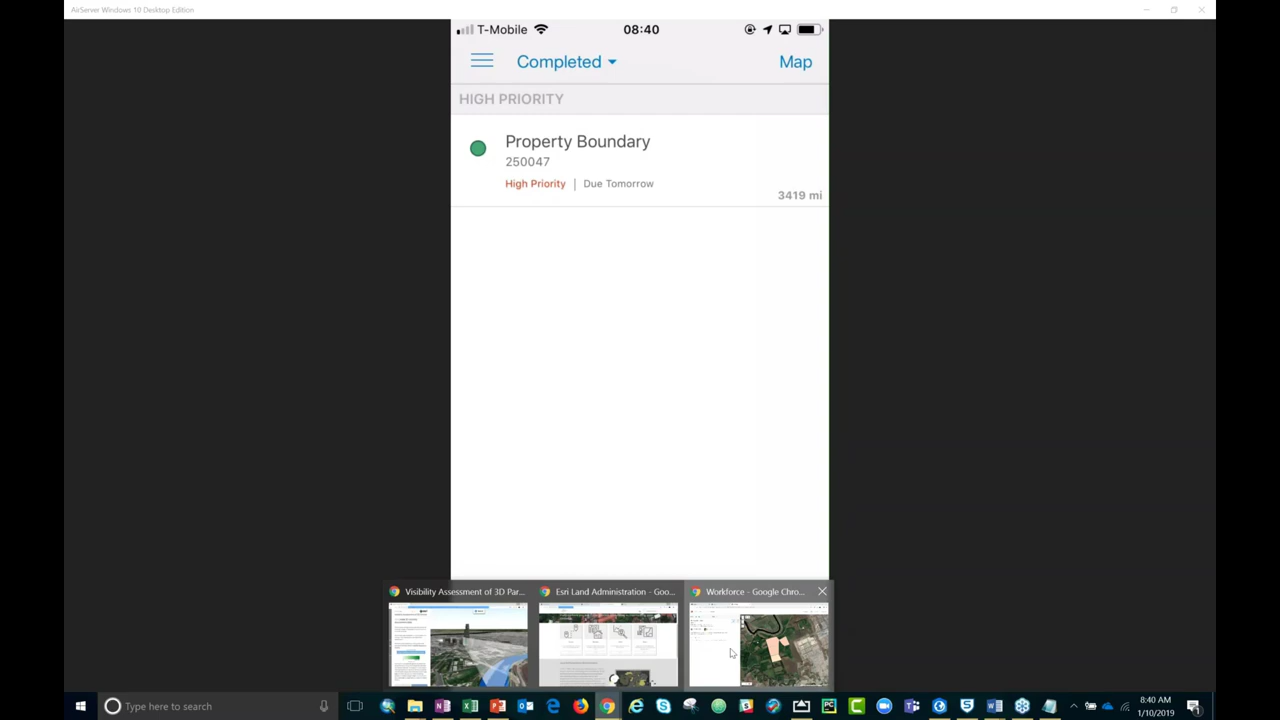 AirServer Windows 10 Desktop Edition
T-Mobile 08:40
Completed Map
HIGH PRIORITY
Property Boundary
250047
High Priority | Due Tomorrow
3419 mi
Visibility Assessment of 3D Par...
Esri Land Administration - Goo...
Workforce - Google Chro...
Type here to search
8:40 AM
1/10/2019